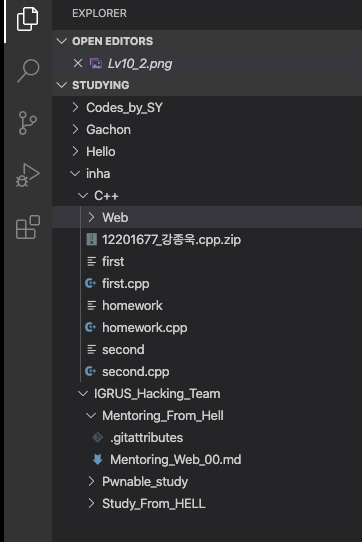 EXPLORER
OPEN EDITORS
Lv10_2.png
STUDYING
Codes_by_SY
Gachon
Hello
inha
C++
Web
12201677_강종욱.cpp.zip
first
first.cpp
homework
homework.cpp
second
second.cpp
IGRUS_Hacking_Team
Mentoring_From_Hell
.gitattributes
Mentoring_Web_00.md
Pwnable_study
Study_From_HELL